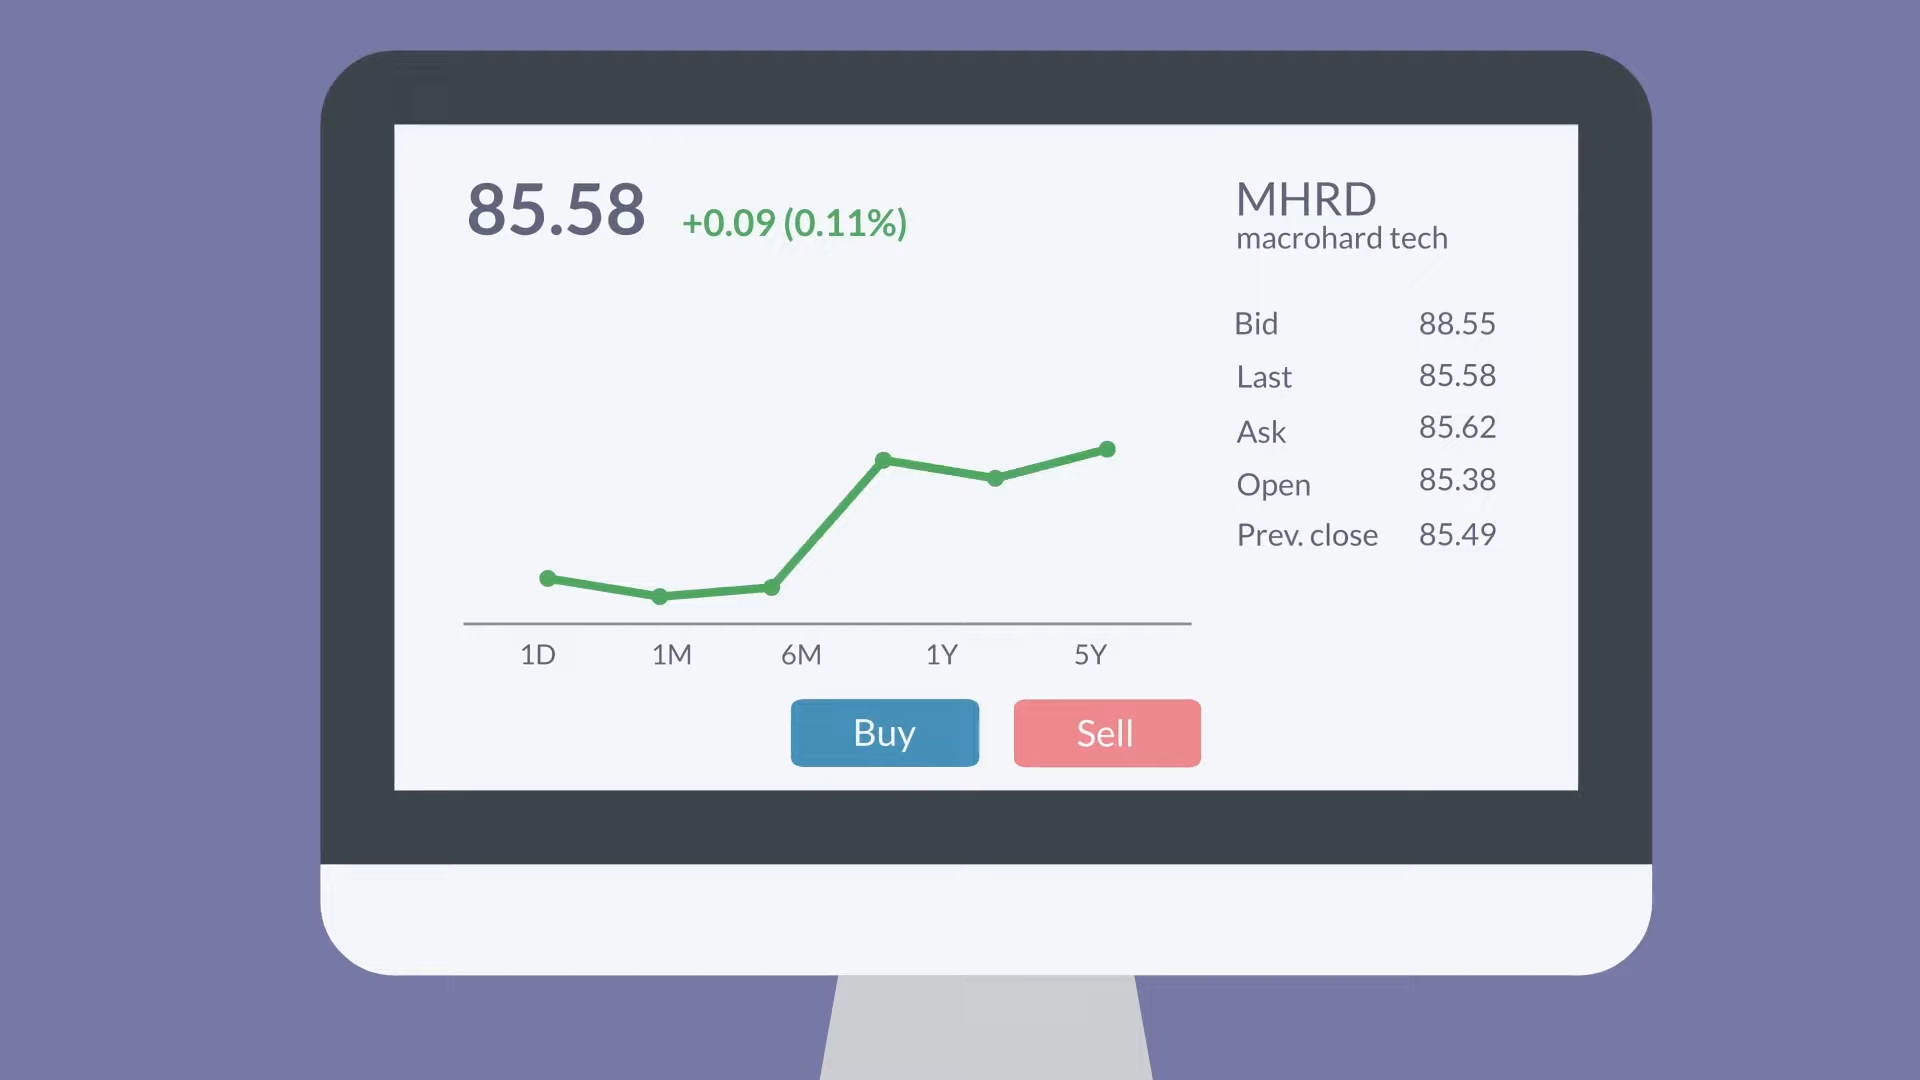 85.58 +0.09 (0.11%)
MHRD
macrohard tech
Bid 88.55
Last 85.58
Ask 85.62
Open 85.38
Prev. close 85.49
1D 1M 6M 1Y 5Y
Buy Sell